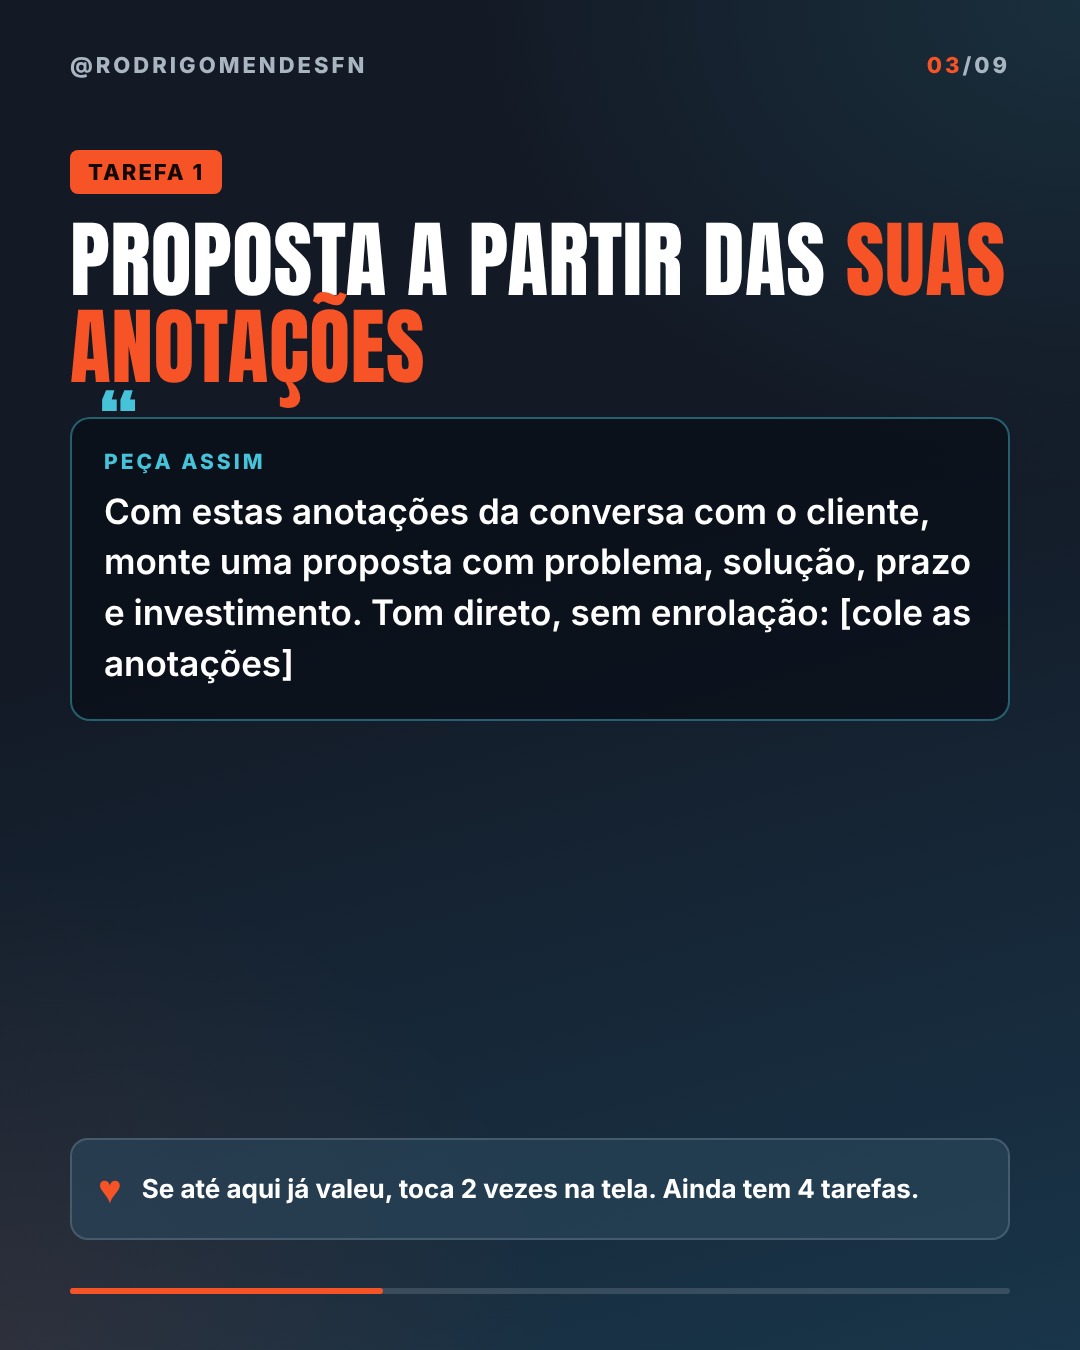 @RODRIGOMENDESFN
03/09
TAREFA 1
PROPOSTA A PARTIR DAS SUAS
ANOTAÇÕES
❝
PEÇA ASSIM
Com estas anotações da conversa com o cliente,
monte uma proposta com problema, solução, prazo
e investimento. Tom direto, sem enrolação: [cole as
anotações]
♥ Se até aqui já valeu, toca 2 vezes na tela. Ainda tem 4 tarefas.